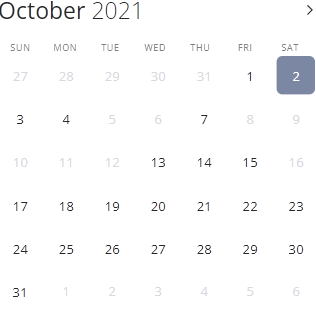 October 2021
SUN MON TUE WED THU FRI SAT
27 28 29 30 31 1 2
3 4 5 6 7 8 9
10 11 12 13 14 15 16
17 18 19 20 21 22 23
24 25 26 27 28 29 30
31 1 2 3 4 5 6